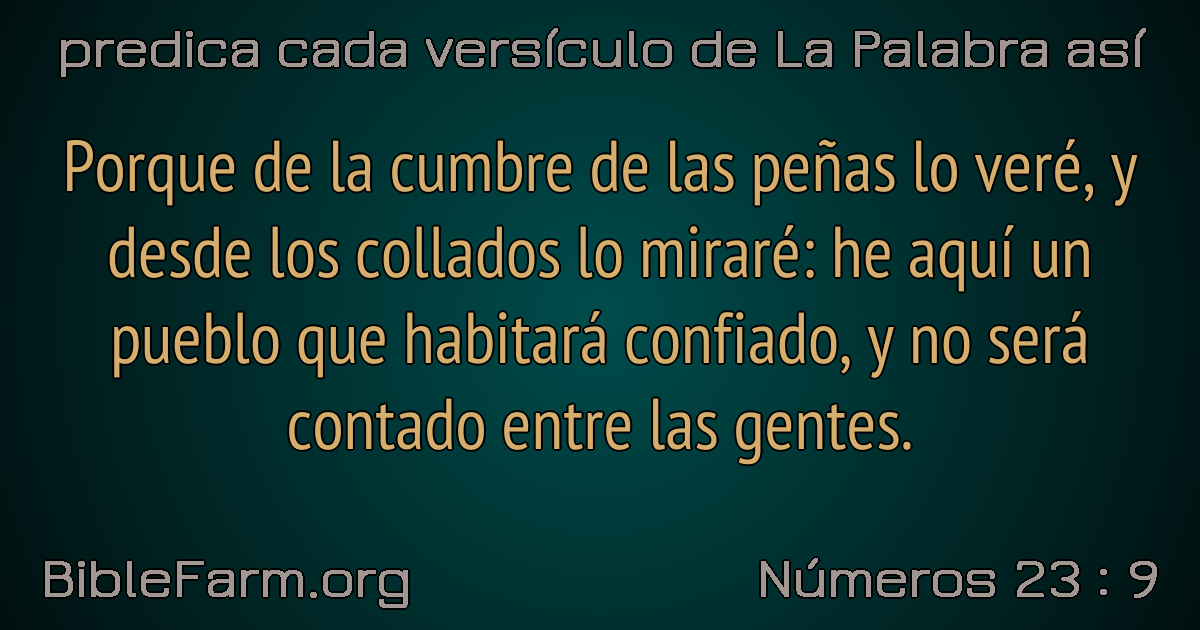 predica cada versículo de La Palabra así
Porque de la cumbre de las peñas lo veré, y
desde los collados lo miraré: he aquí un
pueblo que habitará confiado, y no será
contado entre las gentes.
BibleFarm.org
Números 23 : 9